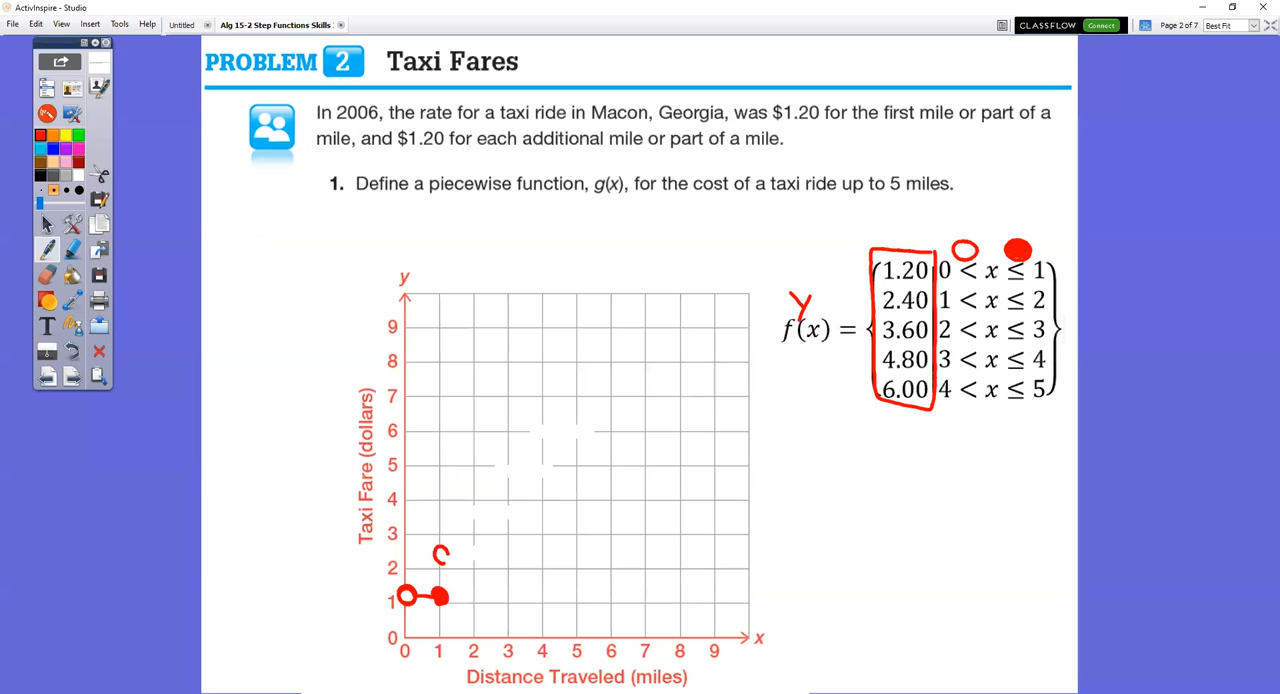 ActivInspire - Studio
File Edit View Insert Tools Help Untitled Alg 15-2 Step Functions Skills CLASSFLOW Connect Page 2 of 7 Best Fit
PROBLEM 2 Taxi Fares
In 2006, the rate for a taxi ride in Macon, Georgia, was $1.20 for the first mile or part of a
mile, and $1.20 for each additional mile or part of a mile.
1. Define a piecewise function, g(x), for the cost of a taxi ride up to 5 miles.
y
f(x) = { 1.20 0 < x ≤ 1
2.40 1 < x ≤ 2
3.60 2 < x ≤ 3
4.80 3 < x ≤ 4
6.00 4 < x ≤ 5 }
y
9
8
7
6
5
4
3
2
1
0
Taxi Fare (dollars)
0 1 2 3 4 5 6 7 8 9 x
Distance Traveled (miles)
T